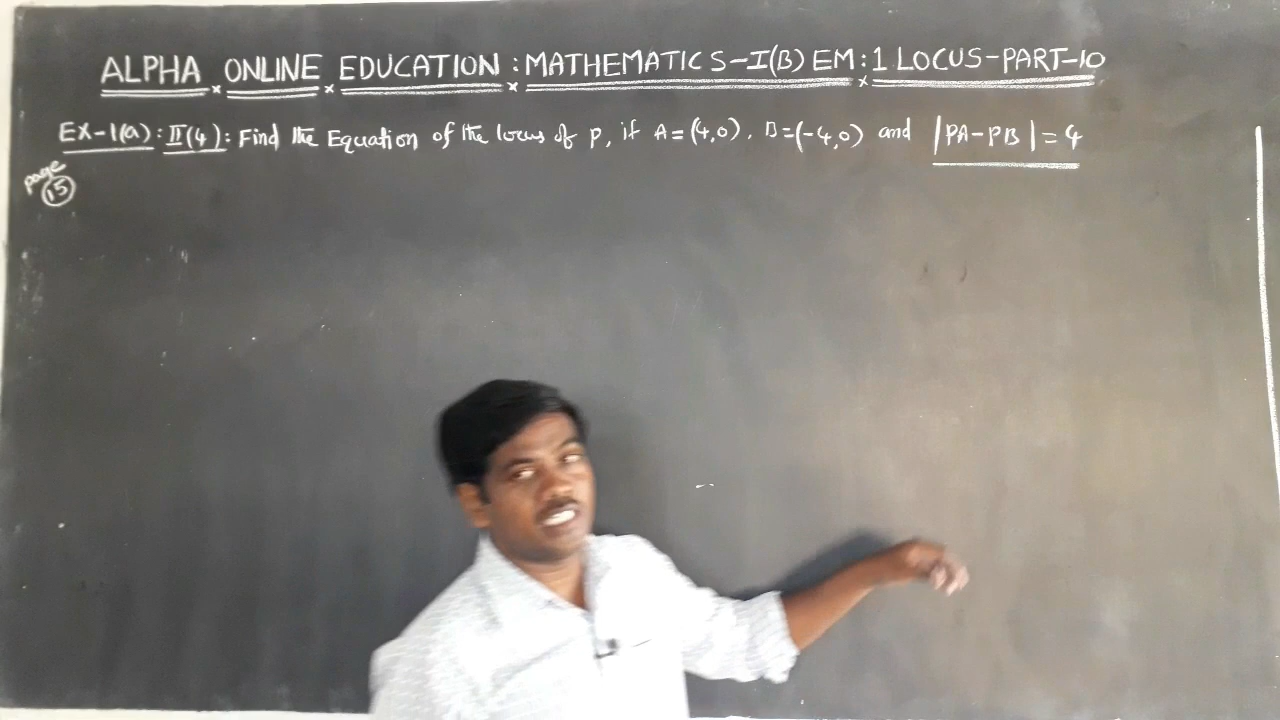 ALPHA ONLINE EDUCATION : MATHEMATICS-I(B) EM : 1 LOCUS-PART-10
Ex-1(a) : II(4) : Find the Equation of the locus of P, if A=(4,0), B=(-4,0) and |PA-PB|=4
page
15